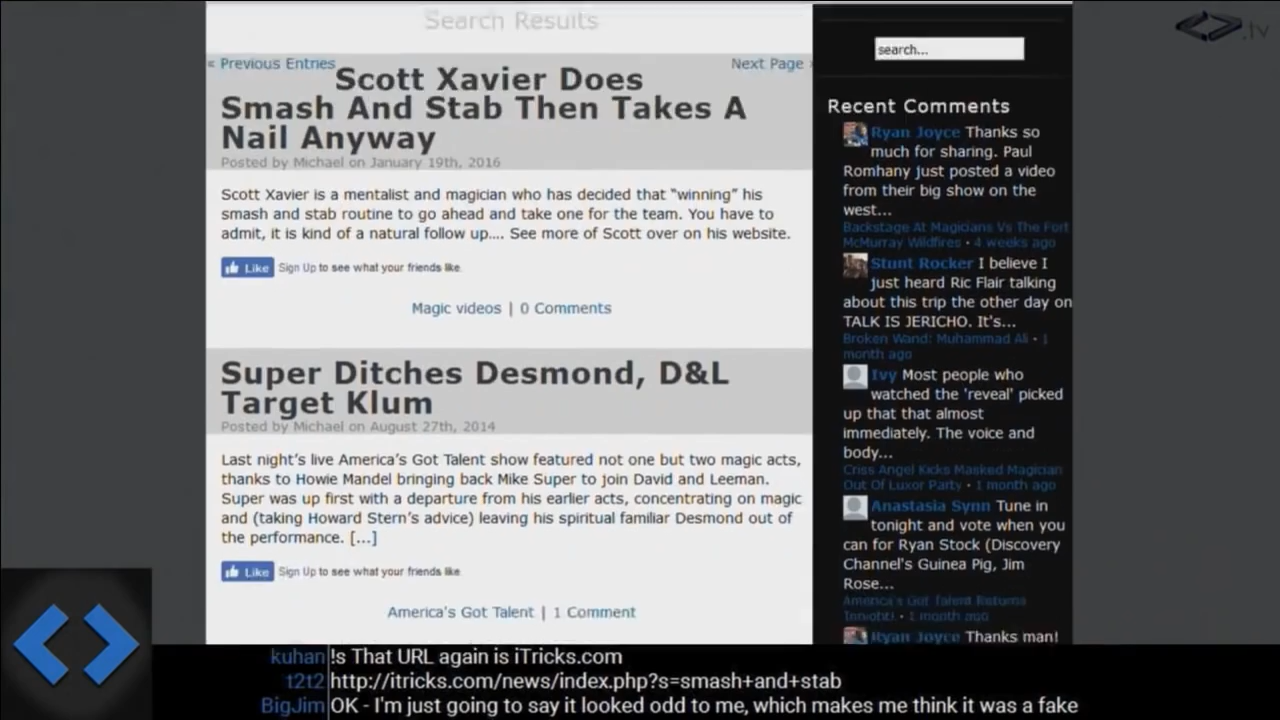 Search Results
« Previous Entries
Next Page »
Scott Xavier Does
Smash And Stab Then Takes A
Nail Anyway
Posted by Michael on January 19th, 2016
Scott Xavier is a mentalist and magician who has decided that “winning” his
smash and stab routine to go ahead and take one for the team. You have to
admit, it is kind of a natural follow up…. See more of Scott over on his website.
Like Sign Up to see what your friends like.
Magic videos | 0 Comments
Super Ditches Desmond, D&L
Target Klum
Posted by Michael on August 27th, 2014
Last night’s live America’s Got Talent show featured not one but two magic acts,
thanks to Howie Mandel bringing back Mike Super to join David and Leeman.
Super was up first with a departure from his earlier acts, concentrating on magic
and (taking Howard Stern’s advice) leaving his spiritual familiar Desmond out of
the performance. […]
Like Sign Up to see what your friends like.
America's Got Talent | 1 Comment
.tv
search...
Recent Comments
Ryan Joyce Thanks so
much for sharing. Paul
Romhany just posted a video
from their big show on the
west...
Backstage At Magicians Vs The Fort
McMurray Wildfires • 4 weeks ago
Stunt Rocker I believe I
just heard Ric Flair talking
about this trip the other day on
TALK IS JERICHO. It's...
Broken Wand: Muhammad Ali • 1
month ago
Ivy Most people who
watched the 'reveal' picked
up that that almost
immediately. The voice and
body...
Criss Angel Kicks Masked Magician
Out Of Luxor Party • 1 month ago
Anastasia Synn Tune in
tonight and vote when you
can for Ryan Stock (Discovery
Channel's Guinea Pig, Jim
Rose...
America's Got Talent Returns
Tonight! • 1 month ago
Ryan Joyce Thanks man!
kuhan !s That URL again is iTricks.com
t2t2 http://itricks.com/news/index.php?s=smash+and+stab
BigJim OK - I'm just going to say it looked odd to me, which makes me think it was a fake